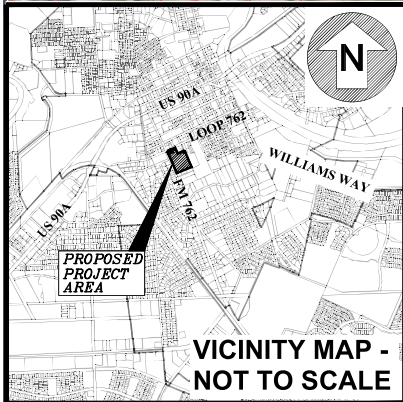 N
US 90A
LOOP 762
WILLIAMS WAY
FM 762
US 90A
PROPOSED
PROJECT
AREA
VICINITY MAP -
NOT TO SCALE